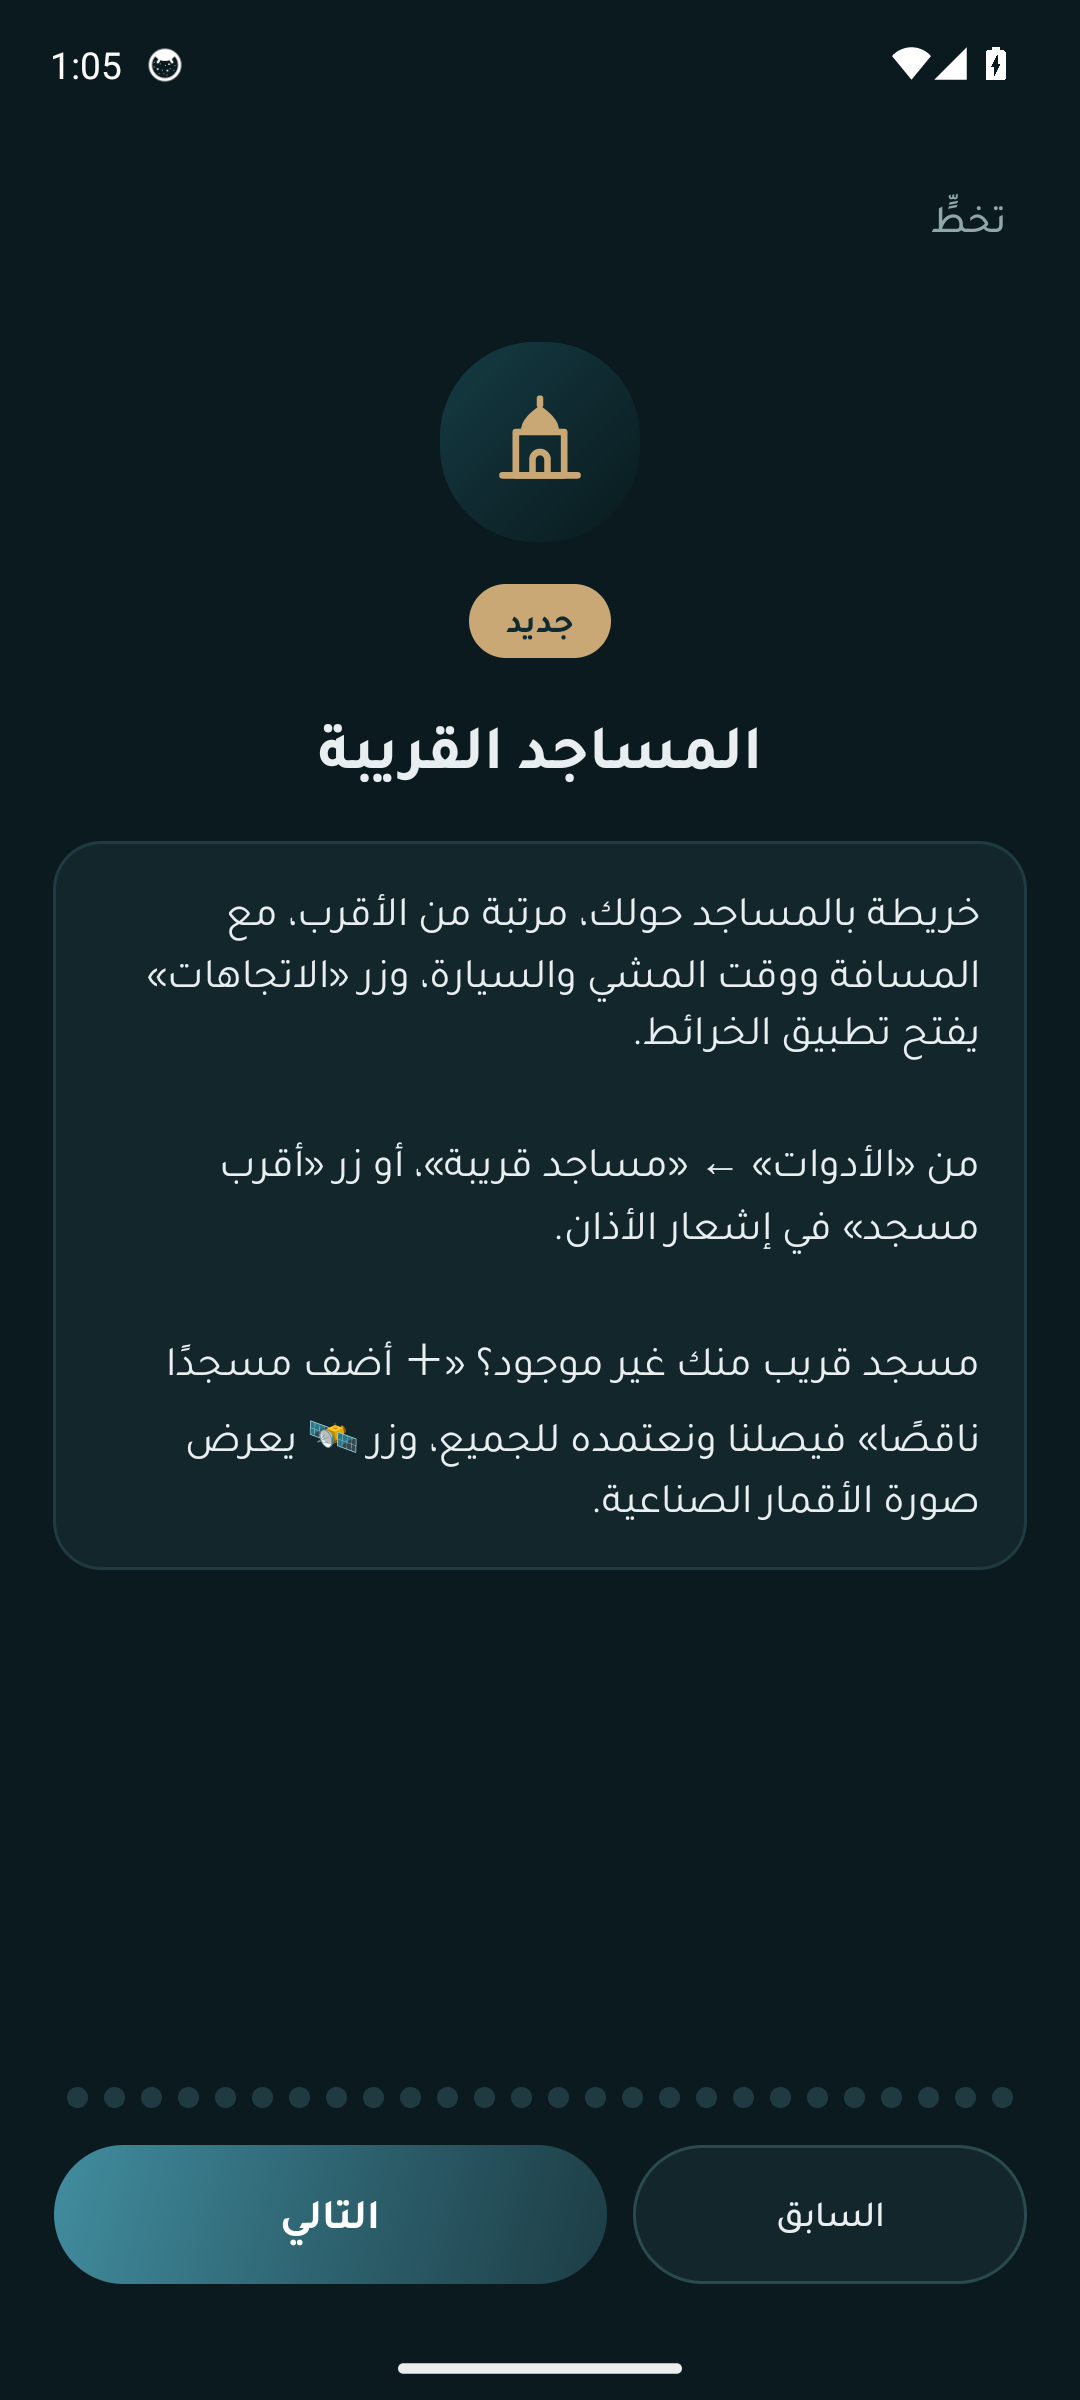 1:05
تخطٍّ
جديد
المساجد القريبة
خريطة بالمساجد حولك، مرتبة من الأقرب، مع
المسافة ووقت المشي والسيارة، وزر «الاتجاهات»
يفتح تطبيق الخرائط.
من «الأدوات» ← «مساجد قريبة»، أو زر «أقرب
مسجد» في إشعار الأذان.
مسجد قريب منك غير موجود؟ «+ أضف مسجدًا
ناقصًا» فيصلنا ونعتمده للجميع، وزر 🛰️ يعرض
صورة الأقمار الصناعية.
السابق
التالي